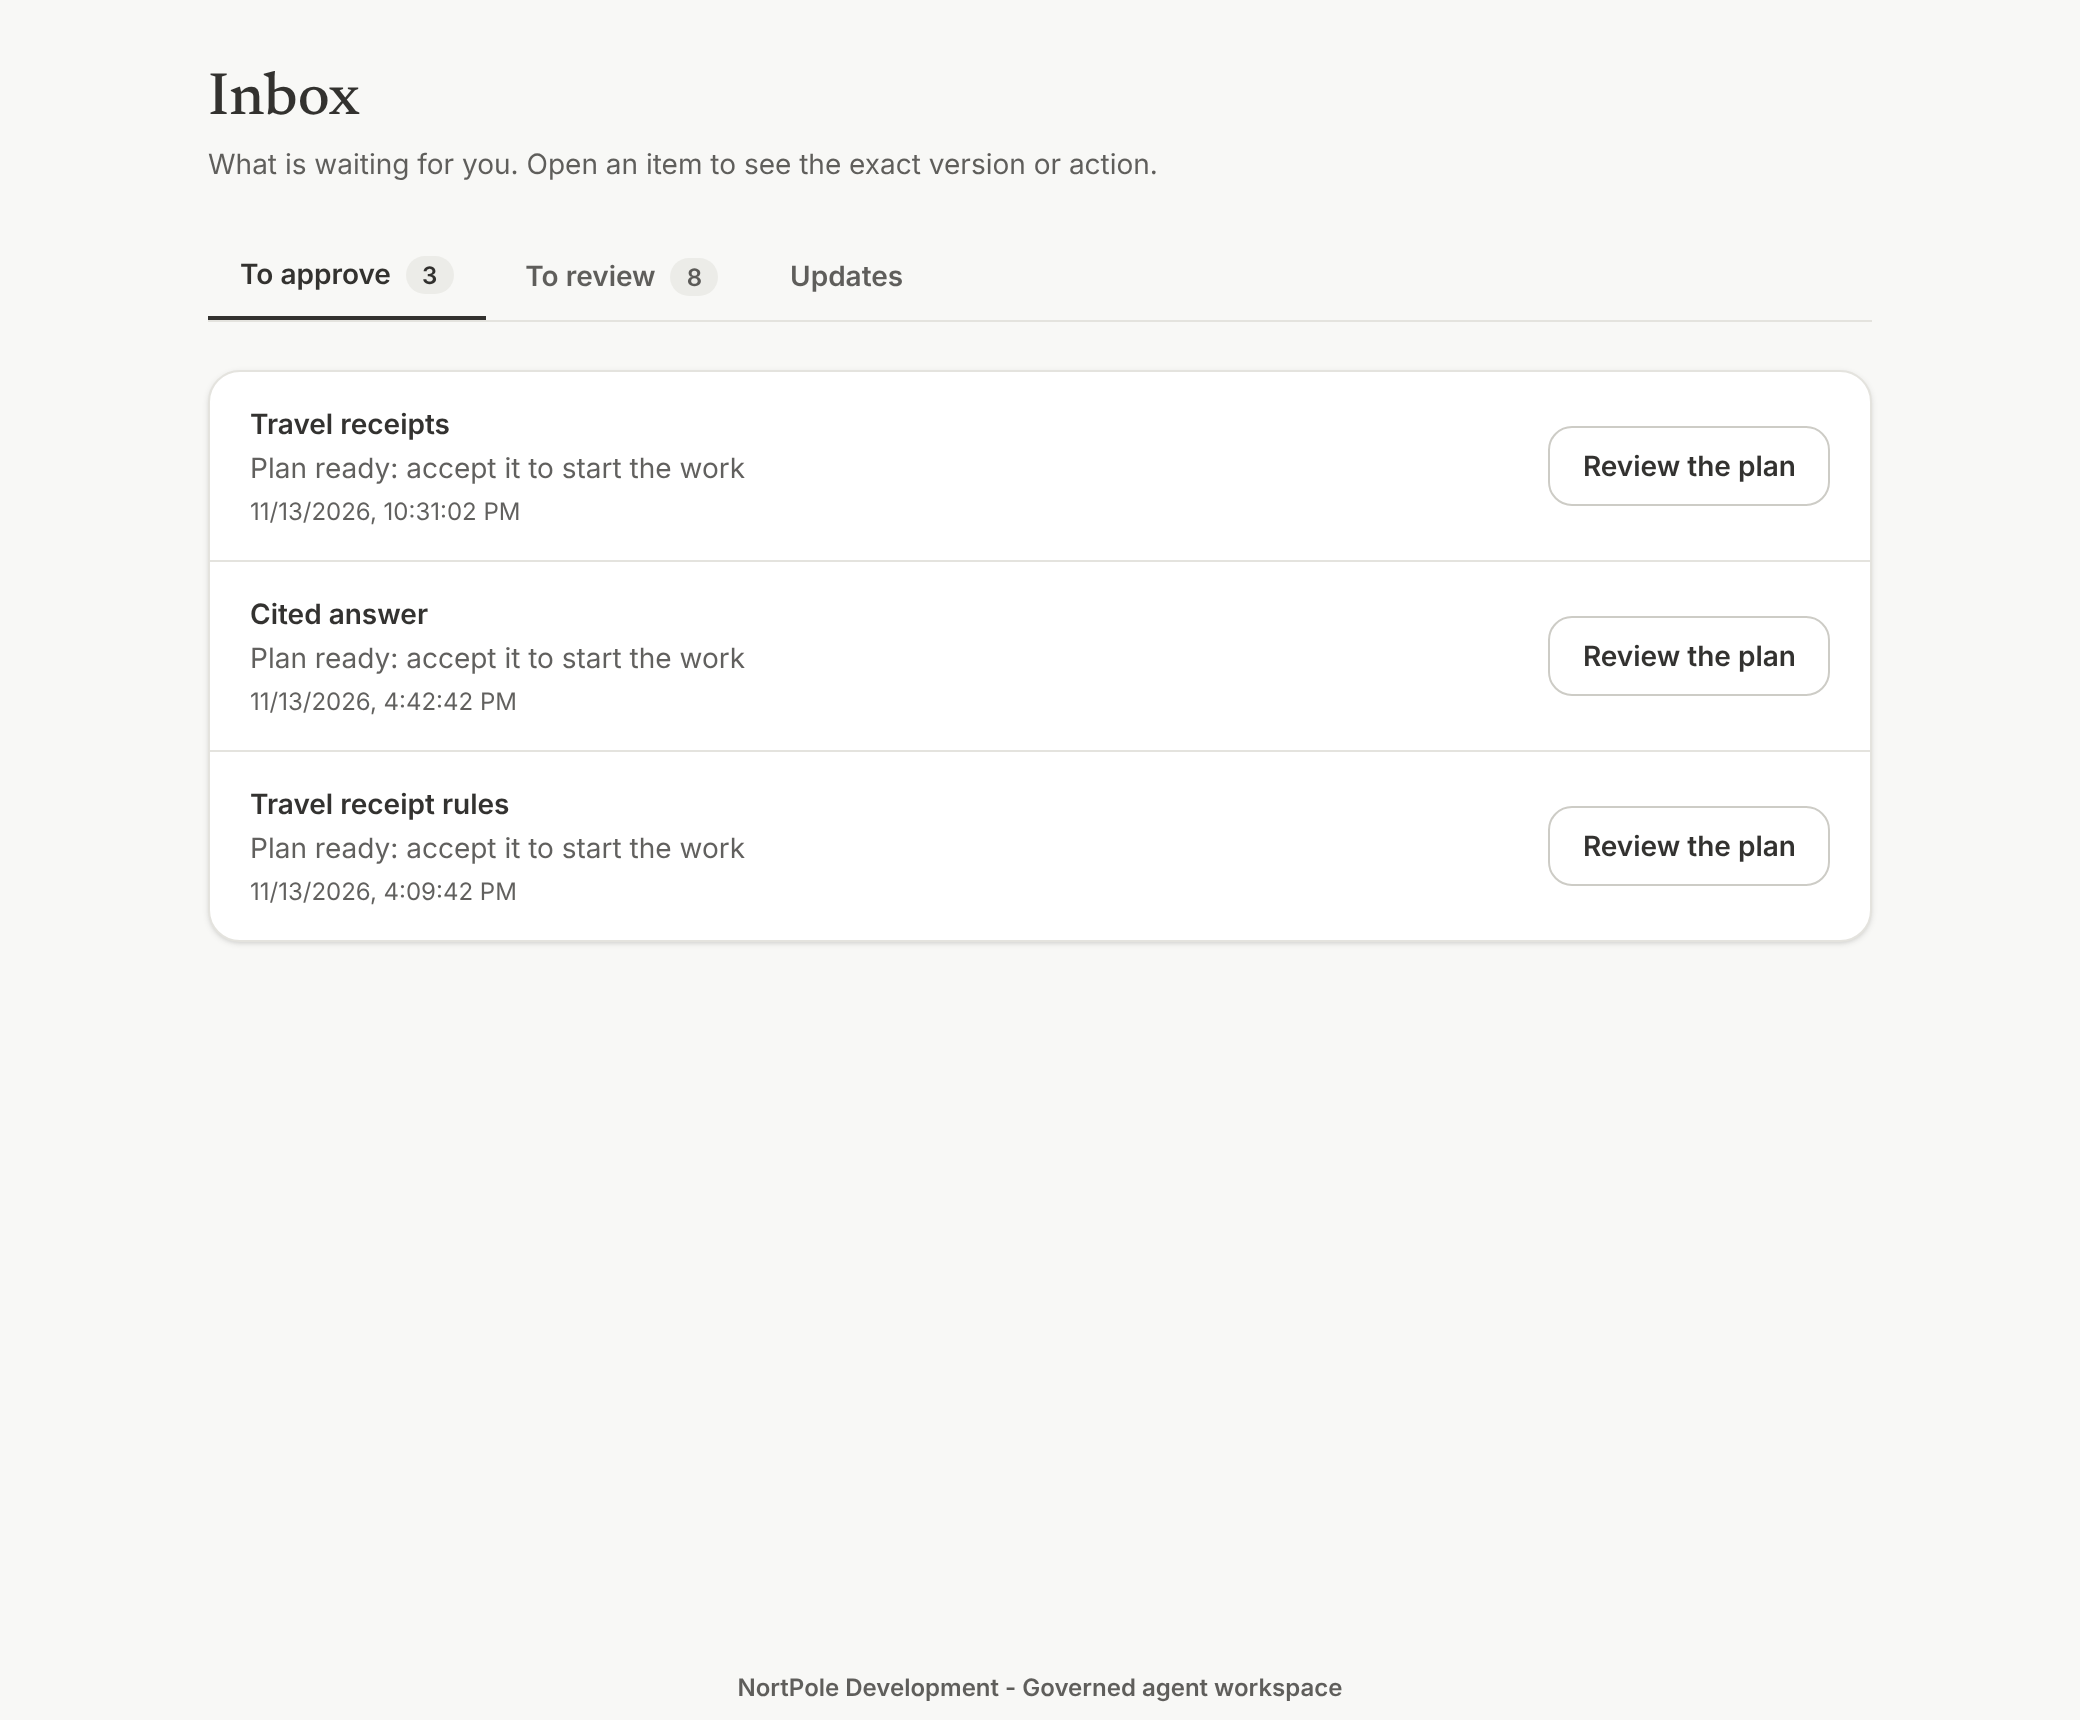 Inbox
What is waiting for you. Open an item to see the exact version or action.
To approve 3 To review 8 Updates
Travel receipts
Plan ready: accept it to start the work
11/13/2026, 10:31:02 PM
Review the plan
Cited answer
Plan ready: accept it to start the work
11/13/2026, 4:42:42 PM
Review the plan
Travel receipt rules
Plan ready: accept it to start the work
11/13/2026, 4:09:42 PM
Review the plan
NortPole Development - Governed agent workspace